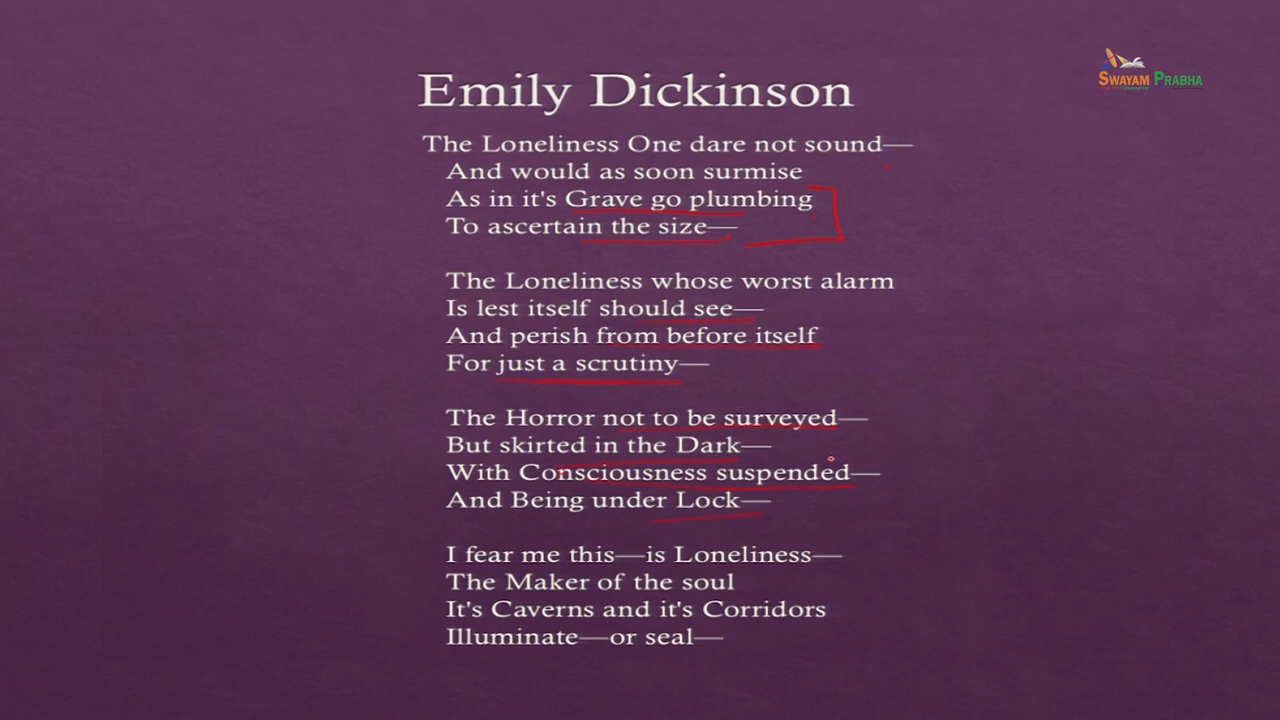 Emily Dickinson
SWAYAM PRABHA
The Loneliness One dare not sound—
And would as soon surmise
As in it's Grave go plumbing
To ascertain the size—
The Loneliness whose worst alarm
Is lest itself should see—
And perish from before itself
For just a scrutiny—
The Horror not to be surveyed—
But skirted in the Dark—
With Consciousness suspended—
And Being under Lock—
I fear me this—is Loneliness—
The Maker of the soul
It's Caverns and it's Corridors
Illuminate—or seal—